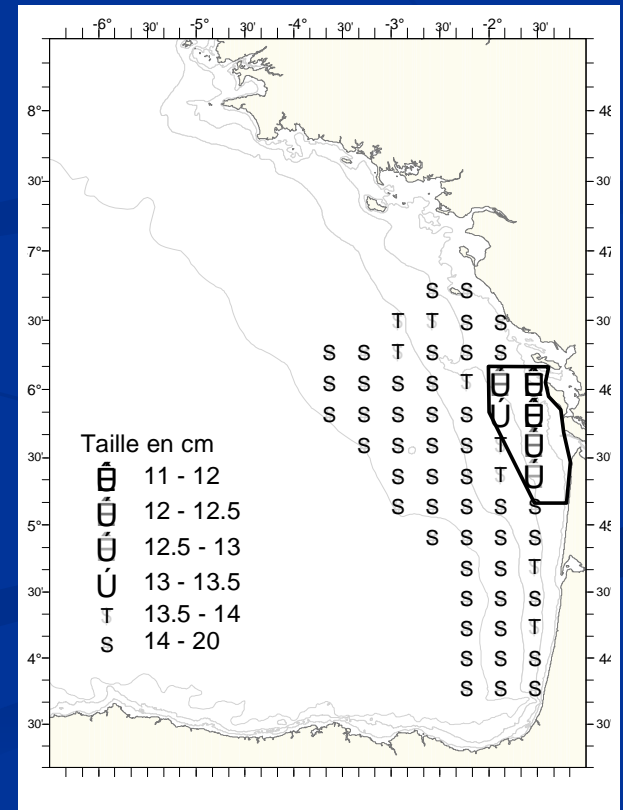 -6° 30' -5° 30' -4° 30' -3° 30' -2° 30'
8° 48
30' 30'
7° 47
S S
30' T T S S 30'
S S T S S S
6° S S S S T Ú Ú 46
S S S S S Ú Ú
30' S S S S T Ú 30'
S S S T Ú
S S S S S
5° 45
S S S S
S S T
30' S S S 30'
S S T
4° S S S 44
S S S
30' 30'
Taille en cm
Ú 11 - 12
Ú 12 - 12.5
Ú 12.5 - 13
Ú 13 - 13.5
T 13.5 - 14
S 14 - 20